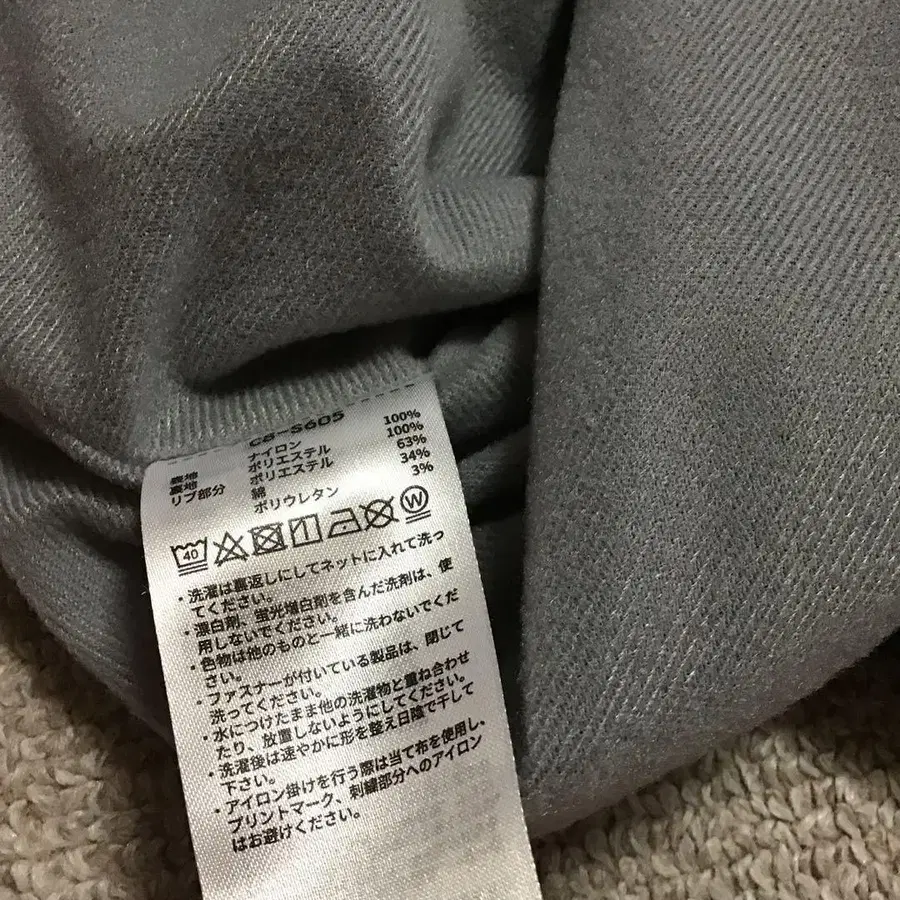 C8-S605
表地 ナイロン 100%
裏地 ポリエステル 100%
リブ部分 ポリエステル 63%
綿 34%
ポリウレタン 3%
40 W
・洗濯は裏返しにしてネットに入れて洗っ
てください。
・漂白剤、蛍光増白剤を含んだ洗剤は、使
用しないでください。
・色物は他のものと一緒に洗わないでくだ
さい。
・ファスナーが付いている製品は、閉じて
洗ってください。
・水につけたまま他の洗濯物と重ね合わせ
たり、放置しないようにしてください。
・洗濯後は速やかに形を整え日陰で干して
下さい。
・アイロン掛けを行う際は当て布を使用し、
プリントマーク、刺繍部分へのアイロン
はお避けください。